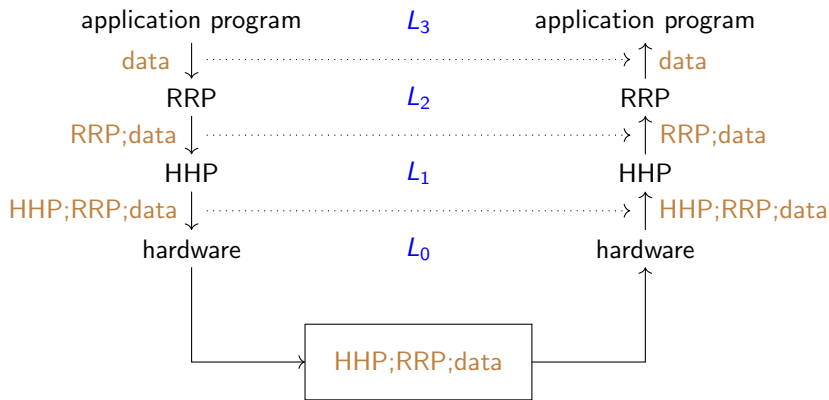 application program L3 application program
data data
RRP L2 RRP
RRP;data RRP;data
HHP L1 HHP
HHP;RRP;data HHP;RRP;data
hardware L0 hardware
HHP;RRP;data